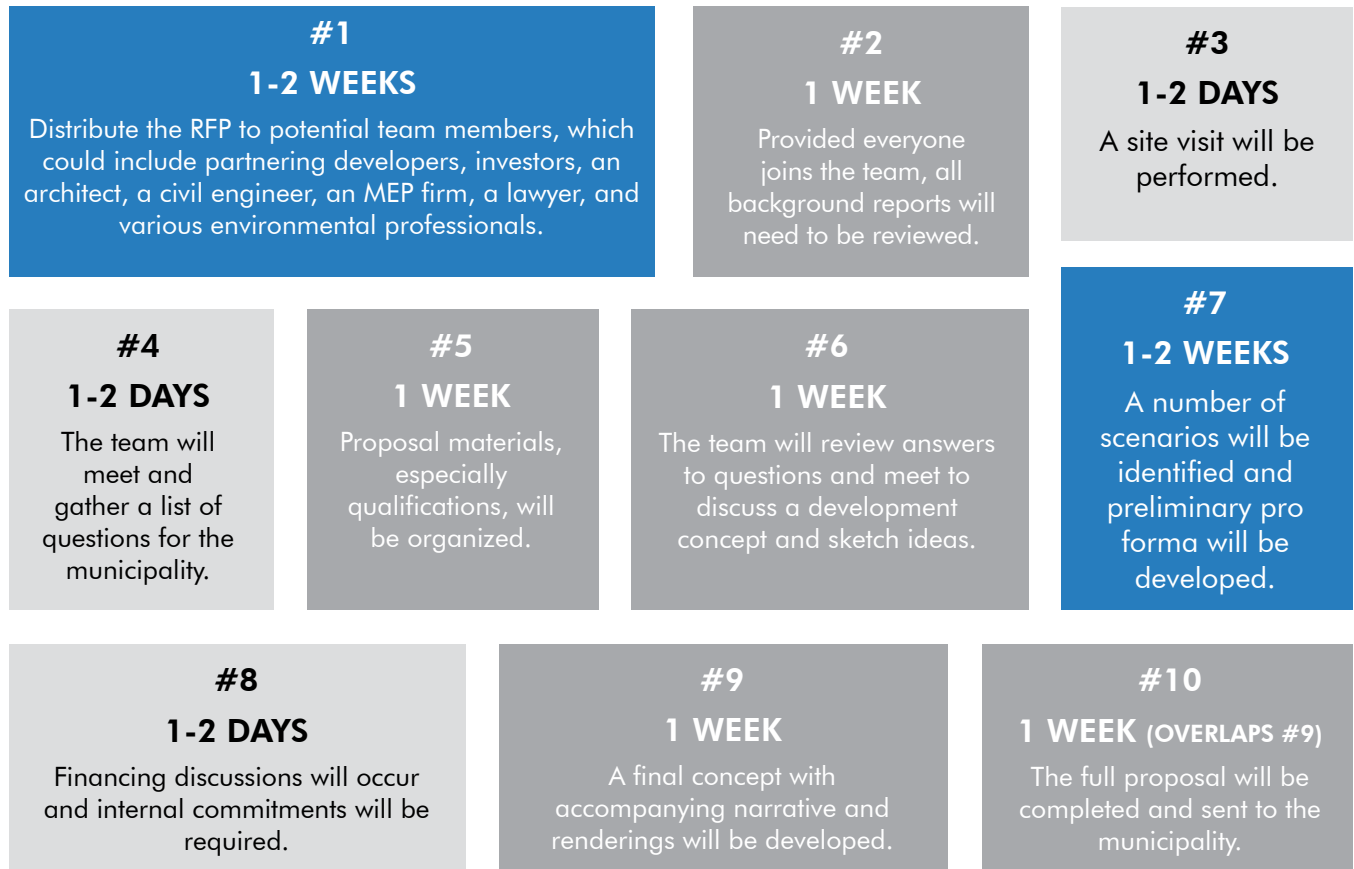 #1
1-2 WEEKS
Distribute the RFP to potential team members, which
could include partnering developers, investors, an
architect, a civil engineer, an MEP firm, a lawyer, and
various environmental professionals.
#2
1 WEEK
Provided everyone
joins the team, all
background reports will
need to be reviewed.
#3
1-2 DAYS
A site visit will be
performed.
#4
1-2 DAYS
The team will
meet and
gather a list of
questions for the
municipality.
#5
1 WEEK
Proposal materials,
especially
qualifications, will
be organized.
#6
1 WEEK
The team will review answers
to questions and meet to
discuss a development
concept and sketch ideas.
#7
1-2 WEEKS
A number of
scenarios will be
identified and
preliminary pro
forma will be
developed.
#8
1-2 DAYS
Financing discussions will occur
and internal commitments will be
required.
#9
1 WEEK
A final concept with
accompanying narrative and
renderings will be developed.
#10
1 WEEK (OVERLAPS #9)
The full proposal will be
completed and sent to the
municipality.